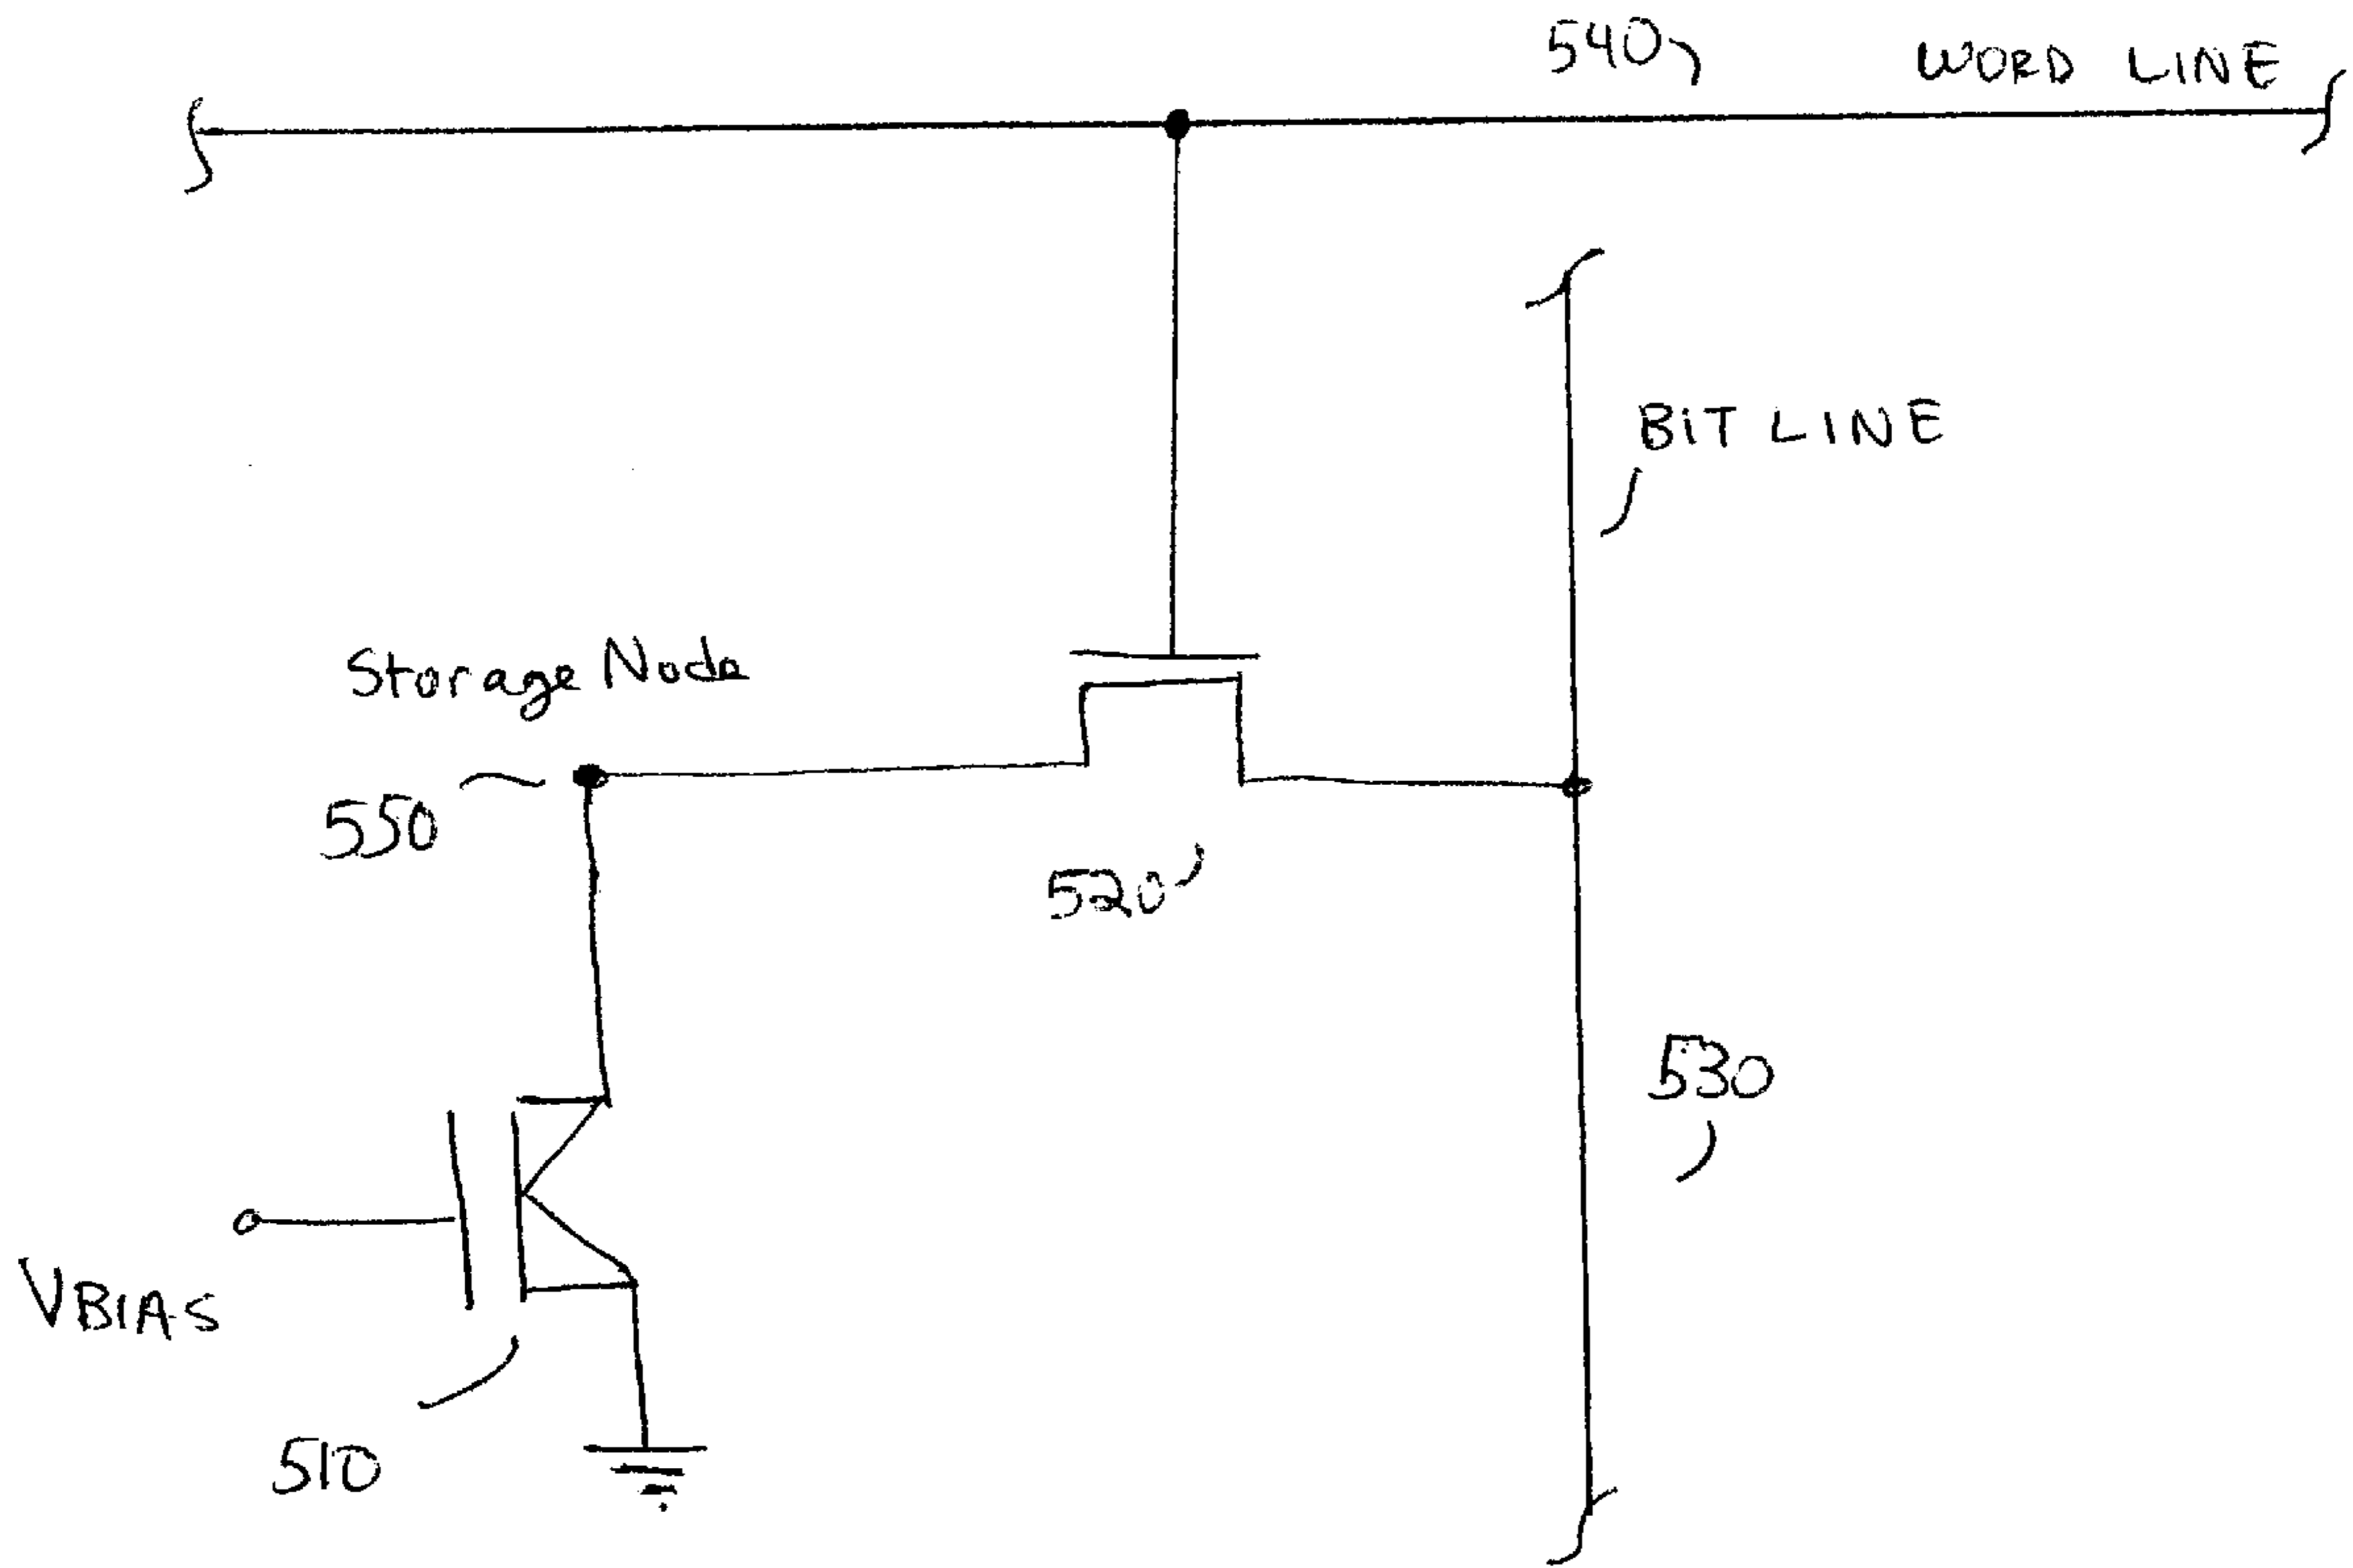 540 WORD LINE
BIT LINE
Storage Node
550
520
530
VBIAS
510